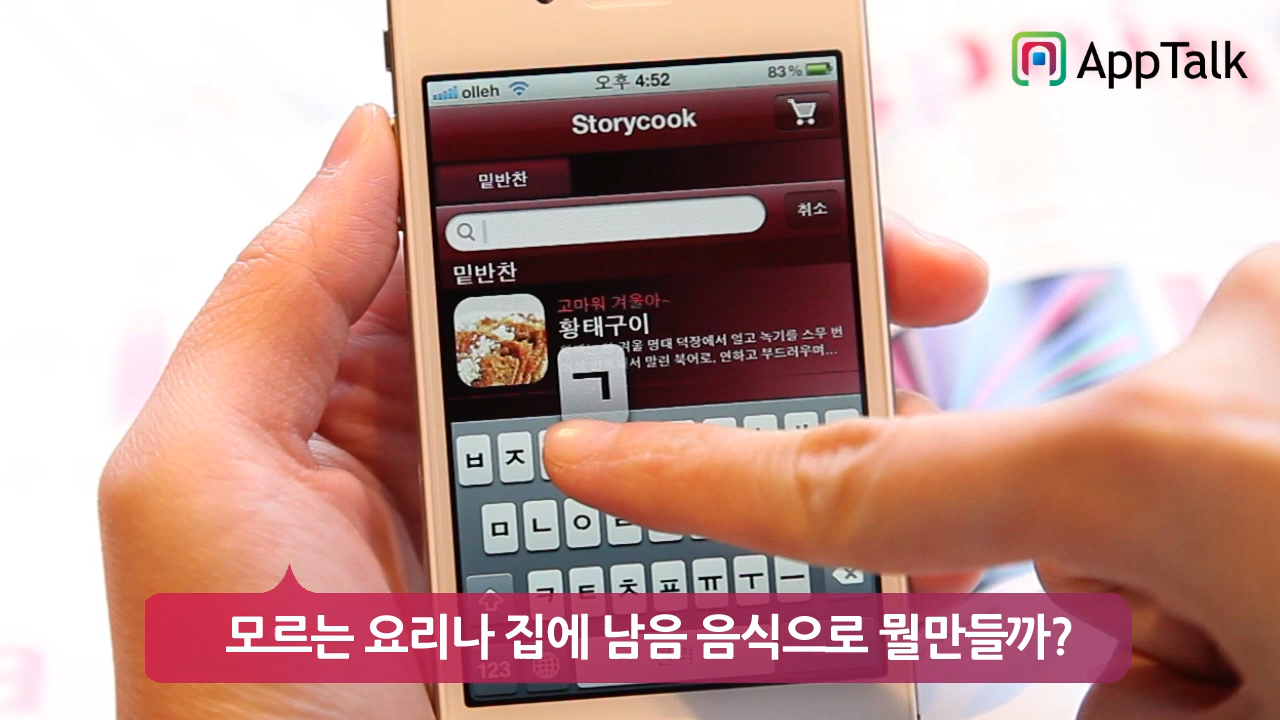 AppTalk
olleh 오후 4:52 83%
Storycook
밑반찬
취소
밑반찬
고마워 겨울아~
황태구이
겨울 명태 덕장에서 얼고 녹기를 스무 번
서 말린 북어로, 연하고 부드러우며...
ㄱ
ㅂ ㅈ
ㅁ ㄴ ㅇ
ㅋ ㅌ ㅊ ㅍ ㅠ ㅜ ㅡ
모르는 요리나 집에 남음 음식으로 뭘만들까?
123